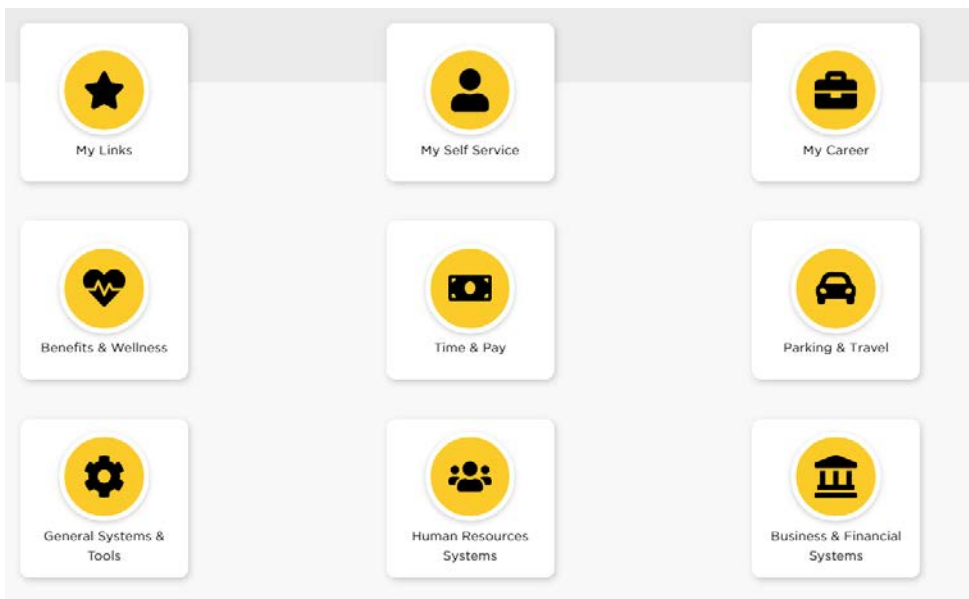 My Links
My Self Service
My Career
Benefits & Wellness
Time & Pay
Parking & Travel
General Systems &
Tools
Human Resources
Systems
Business & Financial
Systems